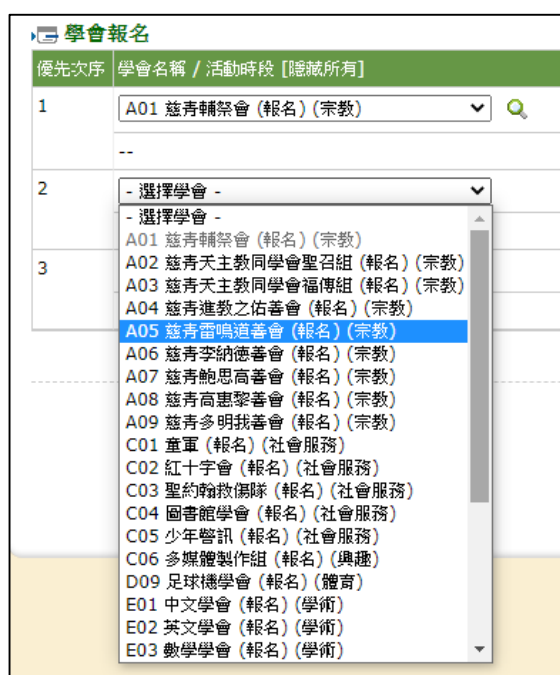 學會報名
優先次序 學會名稱 / 活動時段 [隱藏所有]
1 A01 慈青輔祭會 (報名) (宗教)
--
2 - 選擇學會 -
- 選擇學會 -
A01 慈青輔祭會 (報名) (宗教)
A02 慈青天主教同學會聖召組 (報名) (宗教)
3 A03 慈青天主教同學會福傳組 (報名) (宗教)
A04 慈青進教之佑善會 (報名) (宗教)
A05 慈青雷鳴道善會 (報名) (宗教)
A06 慈青李納德善會 (報名) (宗教)
A07 慈青鮑思高善會 (報名) (宗教)
A08 慈青高惠黎善會 (報名) (宗教)
A09 慈青多明我善會 (報名) (宗教)
C01 童軍 (報名) (社會服務)
C02 紅十字會 (報名) (社會服務)
C03 聖約翰救傷隊 (報名) (社會服務)
C04 圖書館學會 (報名) (社會服務)
C05 少年警訊 (報名) (社會服務)
C06 多媒體製作組 (報名) (興趣)
D09 足球機學會 (報名) (體育)
E01 中文學會 (報名) (學術)
E02 英文學會 (報名) (學術)
E03 數學學會 (報名) (學術)